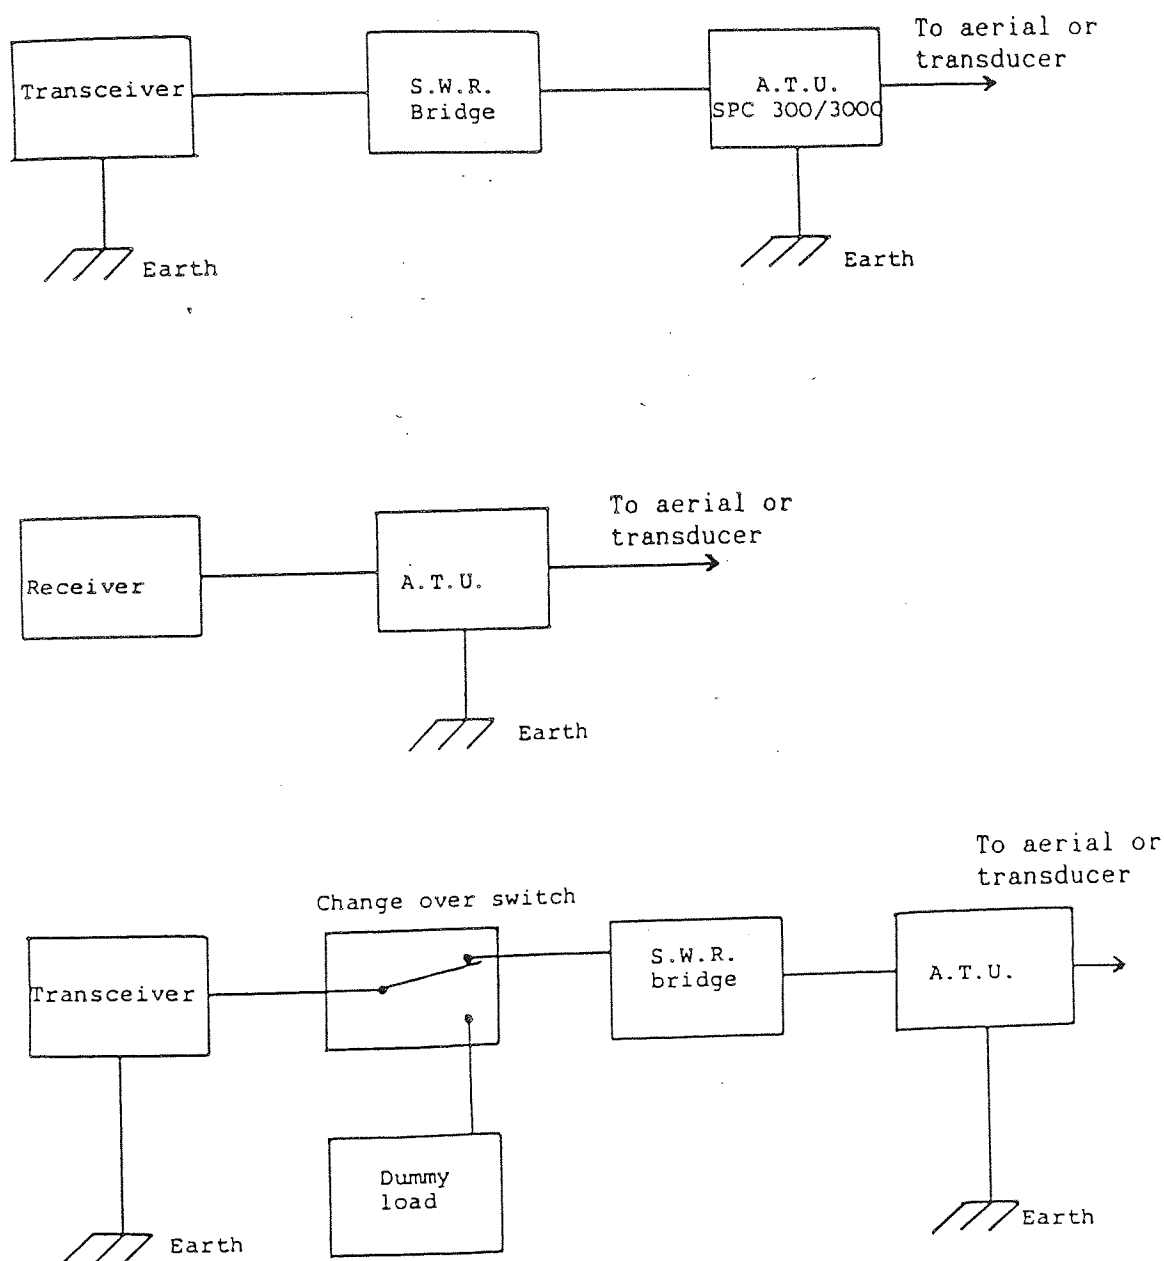 To aerial or
transducer
Transceiver
S.W.R.
Bridge
A.T.U.
SPC 300/3000
Earth
Earth
To aerial or
transducer
Receiver
A.T.U.
Earth
To aerial or
transducer
Change over switch
Transceiver
S.W.R.
bridge
A.T.U.
Dummy
load
Earth
Earth